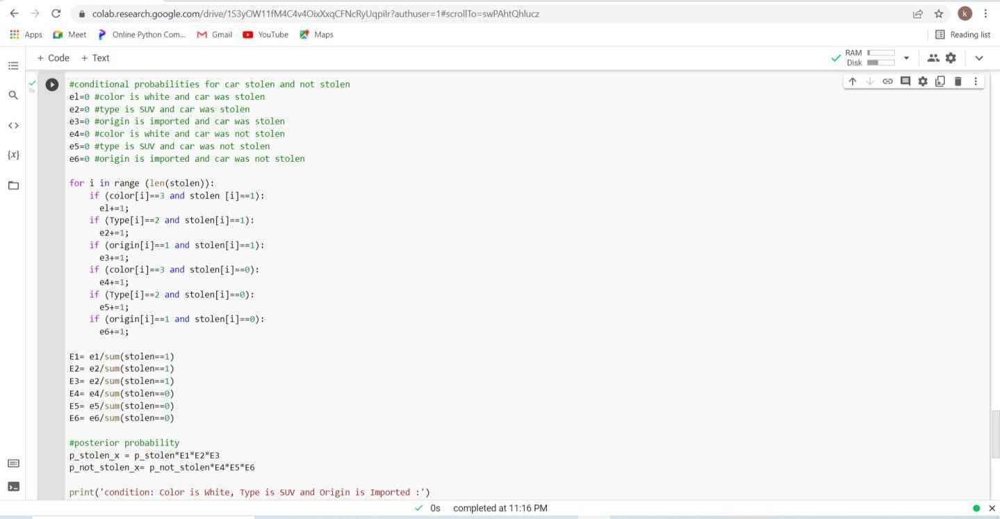 colab.research.google.com/drive/1S3yOW11fM4C4v4OixXxqCFNcRyUqpiIr?authuser=1#scrollTo=swPAhtQhlucz
k
Apps Meet Online Python Com... Gmail YouTube Maps Reading list
+ Code + Text
RAM
Disk
0s
#conditional probabilities for car stolen and not stolen
el=0 #color is white and car was stolen
e2=0 #type is SUV and car was stolen
e3=0 #origin is imported and car was stolen
e4=0 #color is white and car was not stolen
e5=0 #type is SUV and car was not stolen
e6=0 #origin is imported and car was not stolen
for i in range (len(stolen)):
if (color[i]==3 and stolen [i]==1):
el+=1;
if (Type[i]==2 and stolen[i]==1):
e2+=1;
if (origin[i]==1 and stolen[i]==1):
e3+=1;
if (color[i]==3 and stolen[i]==0):
e4+=1;
if (Type[i]==2 and stolen[i]==0):
e5+=1;
if (origin[i]==1 and stolen[i]==0):
e6+=1;
E1= e1/sum(stolen==1)
E2= e2/sum(stolen==1)
E3= e2/sum(stolen==1)
E4= e4/sum(stolen==0)
E5= e5/sum(stolen==0)
E6= e6/sum(stolen==0)
#posterior probability
p_stolen_x = p_stolen*E1*E2*E3
p_not_stolen_x= p_not_stolen*E4*E5*E6
print('condition: Color is White, Type is SUV and Origin is Imported :')
0s completed at 11:16 PM